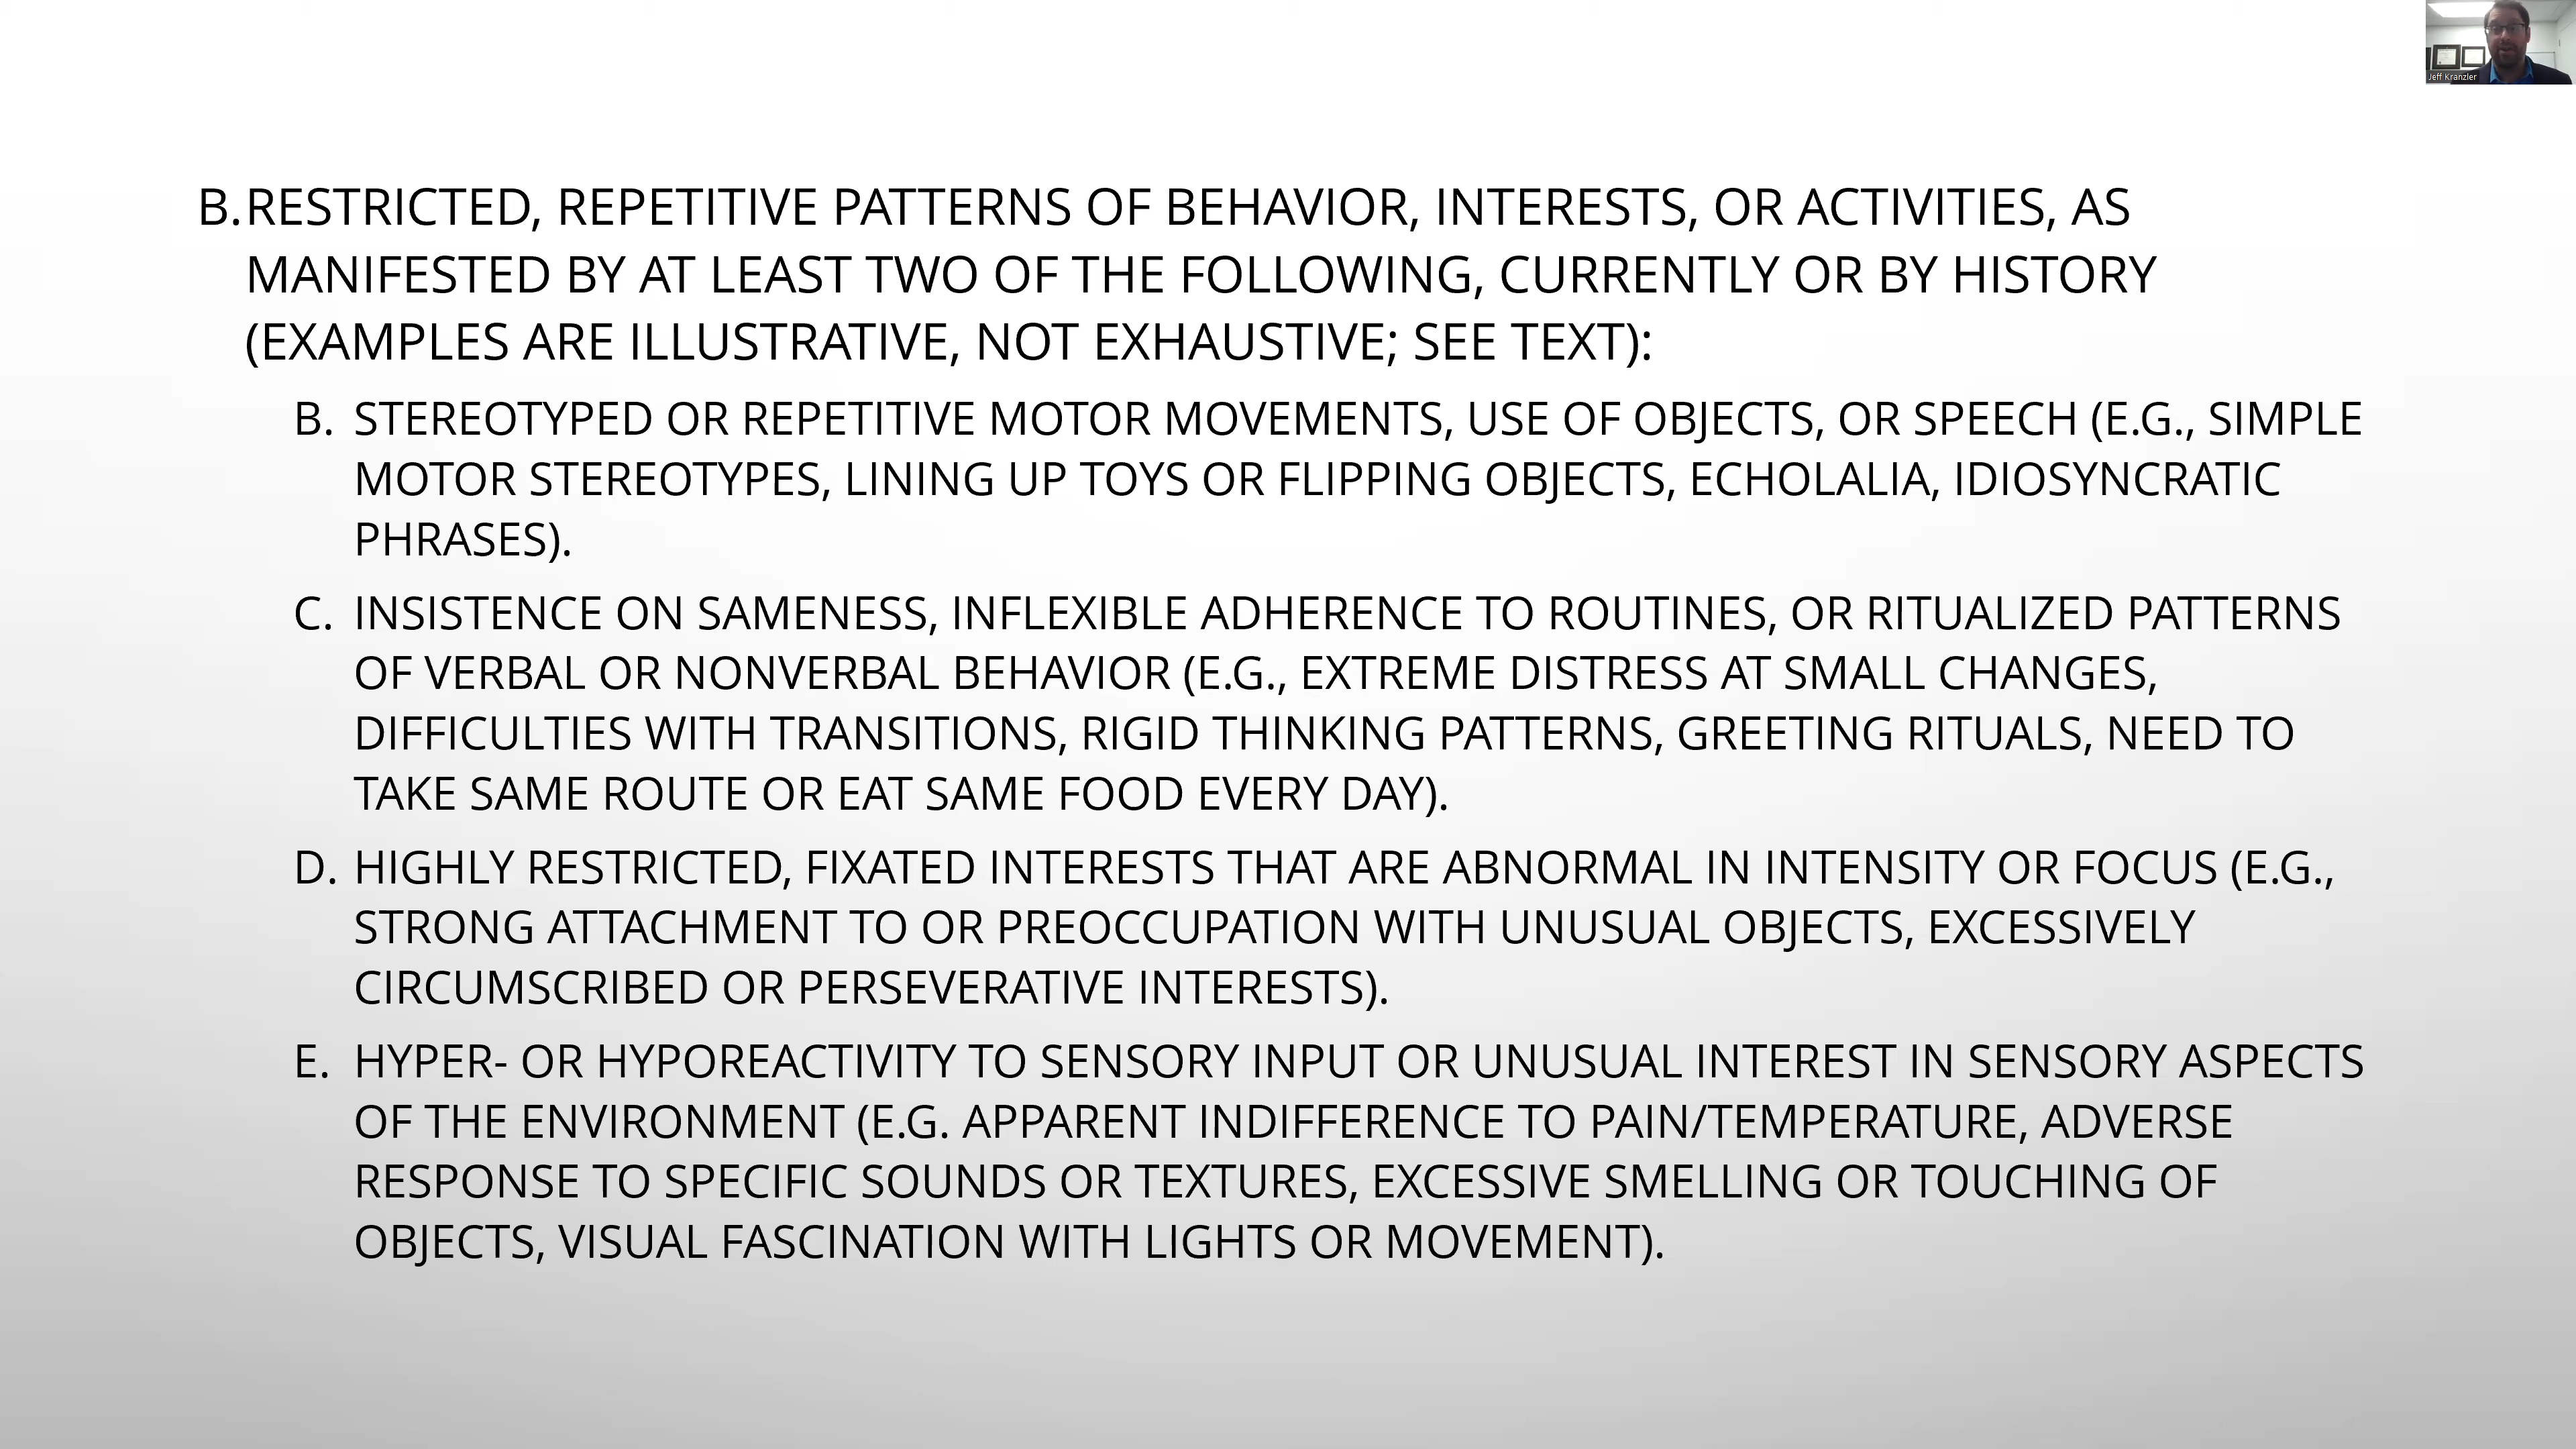 Jeff Kranzler
B. RESTRICTED, REPETITIVE PATTERNS OF BEHAVIOR, INTERESTS, OR ACTIVITIES, AS
MANIFESTED BY AT LEAST TWO OF THE FOLLOWING, CURRENTLY OR BY HISTORY
(EXAMPLES ARE ILLUSTRATIVE, NOT EXHAUSTIVE; SEE TEXT):
B. STEREOTYPED OR REPETITIVE MOTOR MOVEMENTS, USE OF OBJECTS, OR SPEECH (E.G., SIMPLE
MOTOR STEREOTYPES, LINING UP TOYS OR FLIPPING OBJECTS, ECHOLALIA, IDIOSYNCRATIC
PHRASES).
C. INSISTENCE ON SAMENESS, INFLEXIBLE ADHERENCE TO ROUTINES, OR RITUALIZED PATTERNS
OF VERBAL OR NONVERBAL BEHAVIOR (E.G., EXTREME DISTRESS AT SMALL CHANGES,
DIFFICULTIES WITH TRANSITIONS, RIGID THINKING PATTERNS, GREETING RITUALS, NEED TO
TAKE SAME ROUTE OR EAT SAME FOOD EVERY DAY).
D. HIGHLY RESTRICTED, FIXATED INTERESTS THAT ARE ABNORMAL IN INTENSITY OR FOCUS (E.G.,
STRONG ATTACHMENT TO OR PREOCCUPATION WITH UNUSUAL OBJECTS, EXCESSIVELY
CIRCUMSCRIBED OR PERSEVERATIVE INTERESTS).
E. HYPER- OR HYPOREACTIVITY TO SENSORY INPUT OR UNUSUAL INTEREST IN SENSORY ASPECTS
OF THE ENVIRONMENT (E.G. APPARENT INDIFFERENCE TO PAIN/TEMPERATURE, ADVERSE
RESPONSE TO SPECIFIC SOUNDS OR TEXTURES, EXCESSIVE SMELLING OR TOUCHING OF
OBJECTS, VISUAL FASCINATION WITH LIGHTS OR MOVEMENT).